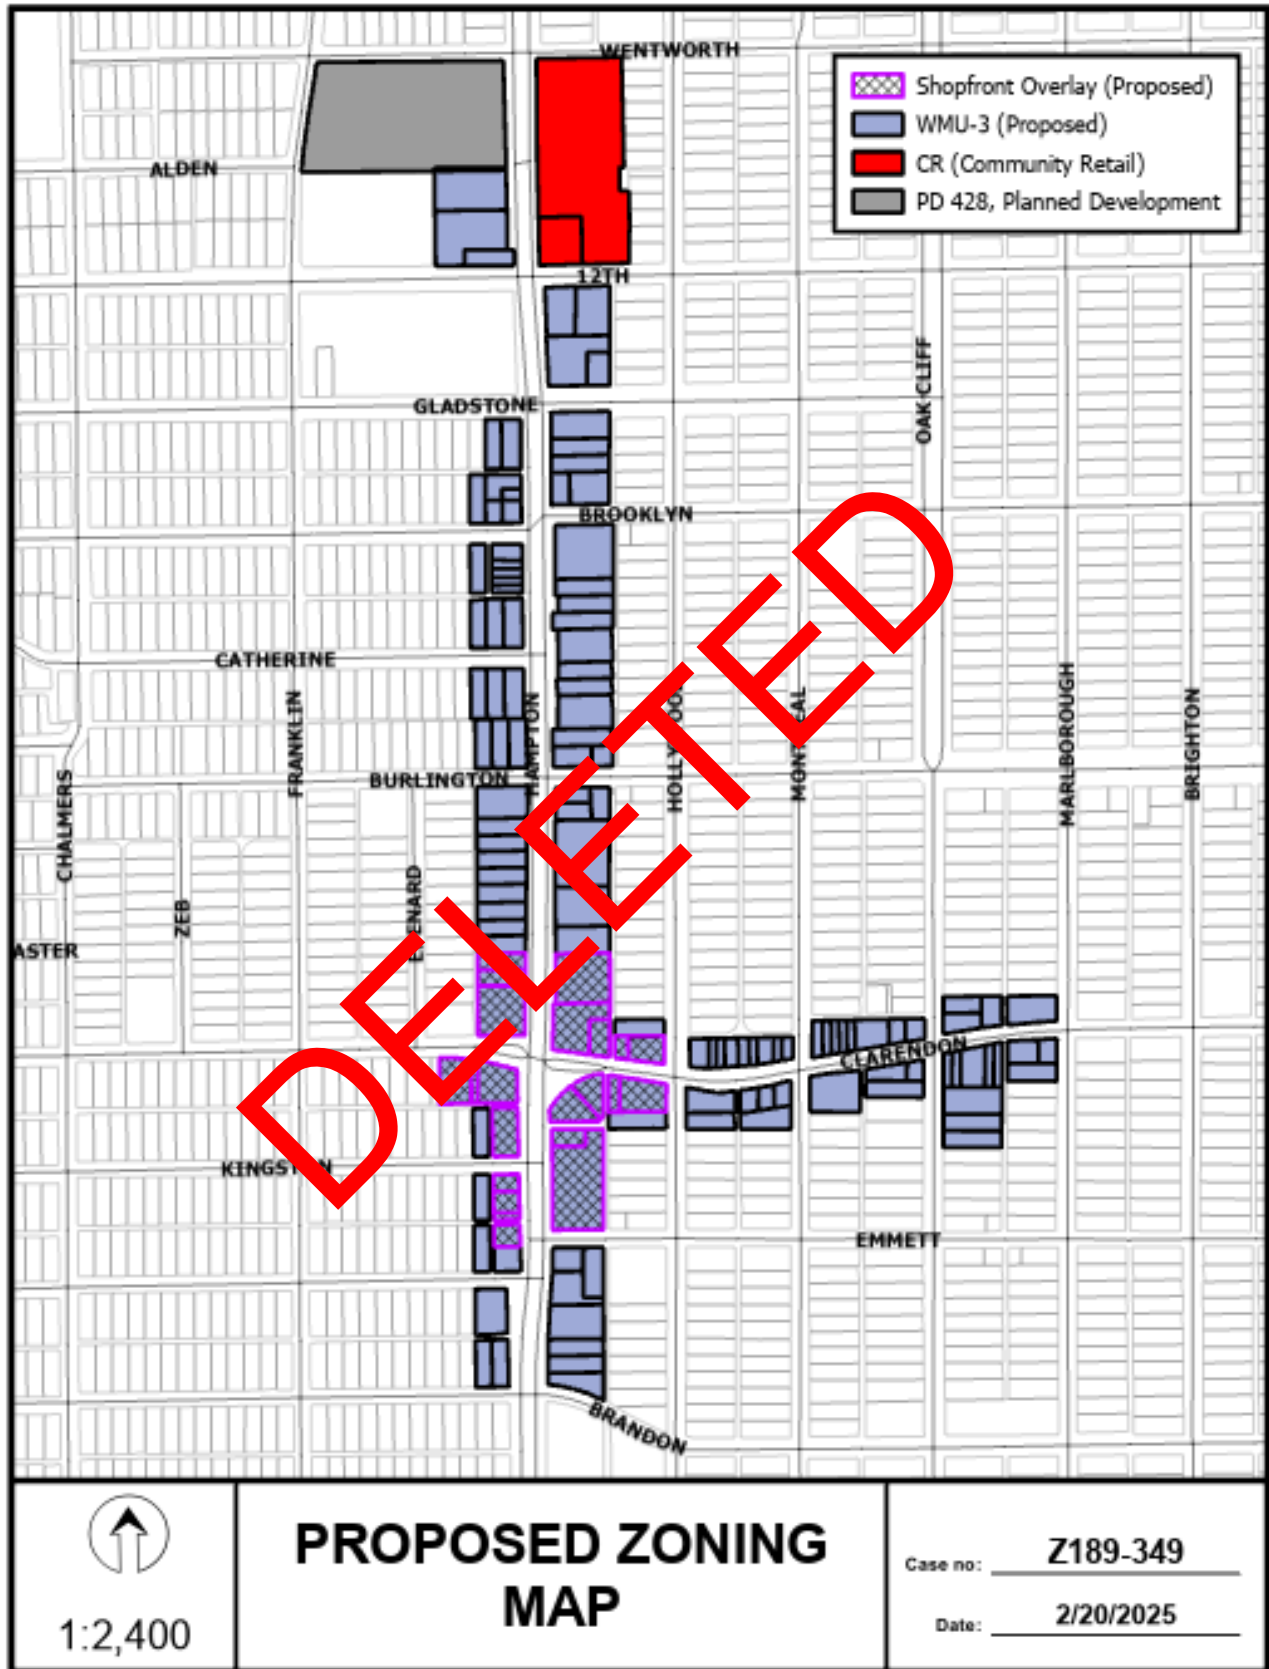 WENTWORTH
Shopfront Overlay (Proposed)
WMU-3 (Proposed)
CR (Community Retail)
PD 428, Planned Development
ALDEN
12TH
OAK CLIFF
GLADSTONE
BROOKLYN
CATHERINE
FRANKLIN
HAMPTON
MARLBOROUGH
BRIGHTON
BURLINGTON
CHALMERS
ZEB
ASTER
DELETED
CLARENDON
EMMETT
BRANDON
PROPOSED ZONING
MAP
1:2,400
Case no: Z189-349
Date: 2/20/2025